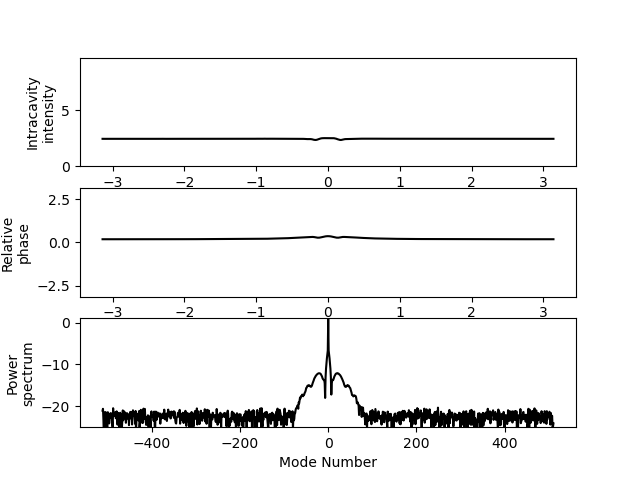 Intracavity
intensity
5
0
−3 −2 −1 0 1 2 3
Relative
phase
2.5
0.0
−2.5
−3 −2 −1 0 1 2 3
Power
spectrum
0
−10
−20
−400 −200 0 200 400
Mode Number